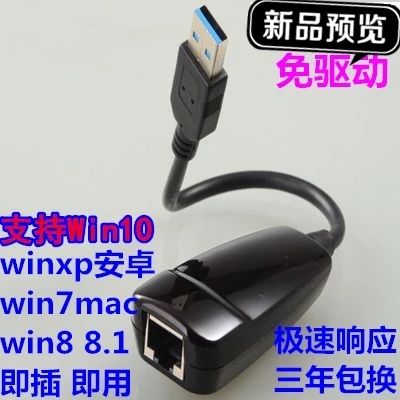 新品预览
免驱动
支持Win10
winxp安卓
win7mac
win8 8.1
即插 即用
极速响应
三年包换